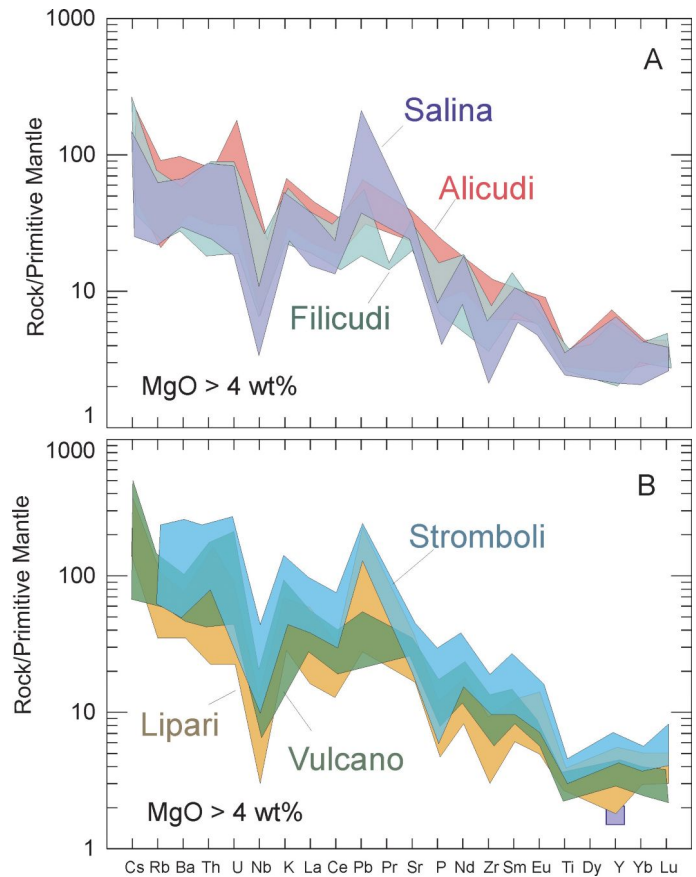 1000
A
Salina
100
Alicudi
10
Filicudi
MgO > 4 wt%
1
Rock/Primitive Mantle
1000
B
Stromboli
100
10
Lipari
Vulcano
MgO > 4 wt%
1
Rock/Primitive Mantle
Cs Rb Ba Th U Nb K La Ce Pb Pr Sr P Nd Zr Sm Eu Ti Dy Y Yb Lu